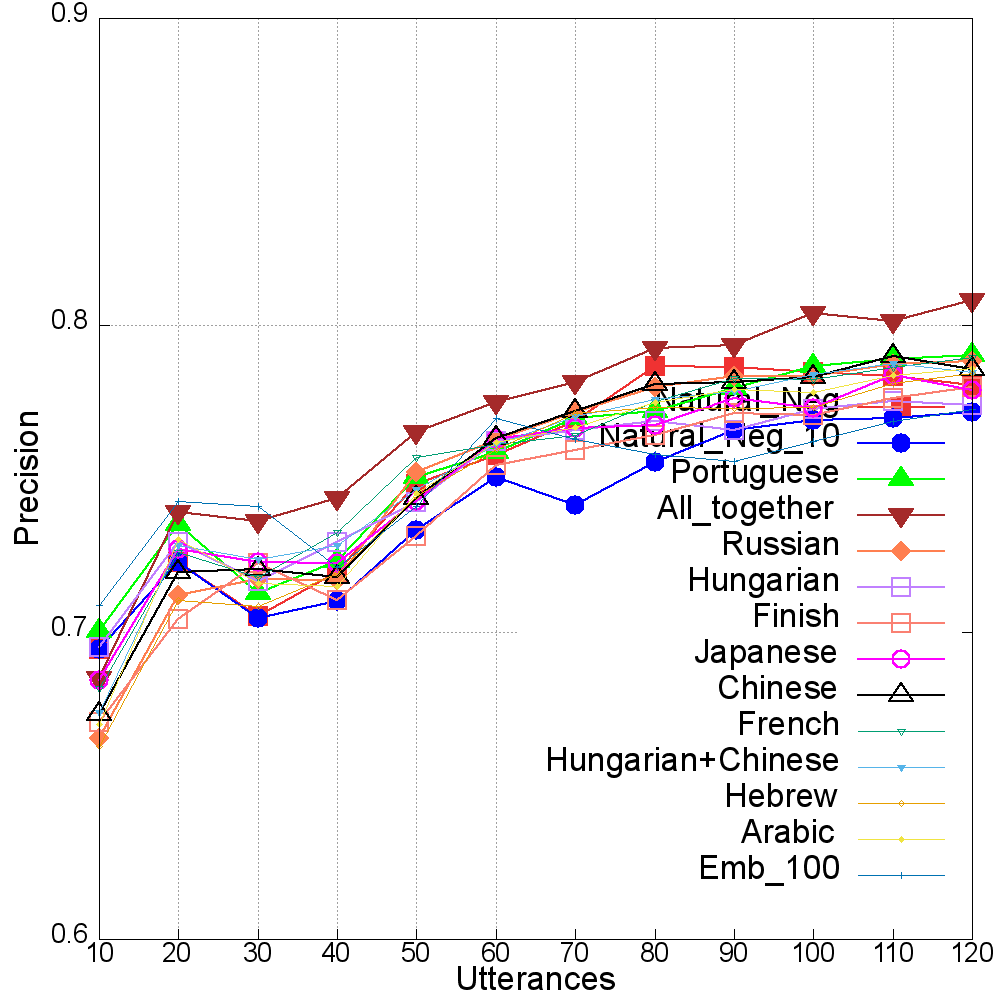 0.9
0.8
0.7
0.6
Precision
Natural_Neg
Natural_Neg_10
Portuguese
All_together
Russian
Hungarian
Finish
Japanese
Chinese
French
Hungarian+Chinese
Hebrew
Arabic
Emb_100
10 20 30 40 50 60 70 80 90 100 110 120
Utterances